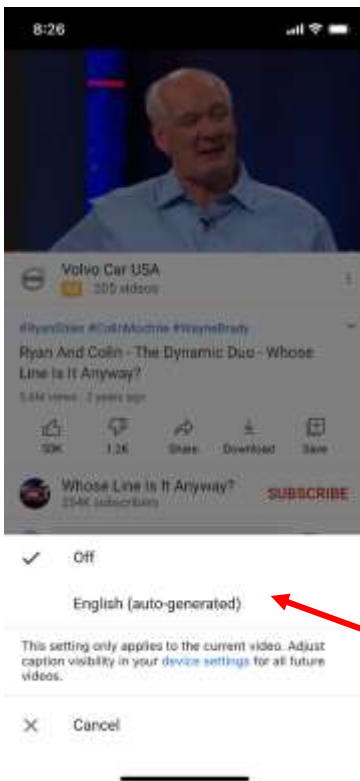 8:26
Volvo Car USA
Ad 205 videos
#RyanStiles #ColinMochrie #WayneBrady
Ryan And Colin - The Dynamic Duo - Whose
Line Is It Anyway?
views · 2 years ago
50K 1.2K Share Download Save
Whose Line Is It Anyway?
254K subscribers
SUBSCRIBE
Off
English (auto-generated)
This setting only applies to the current video. Adjust
caption visibility in your device settings for all future
videos.
Cancel